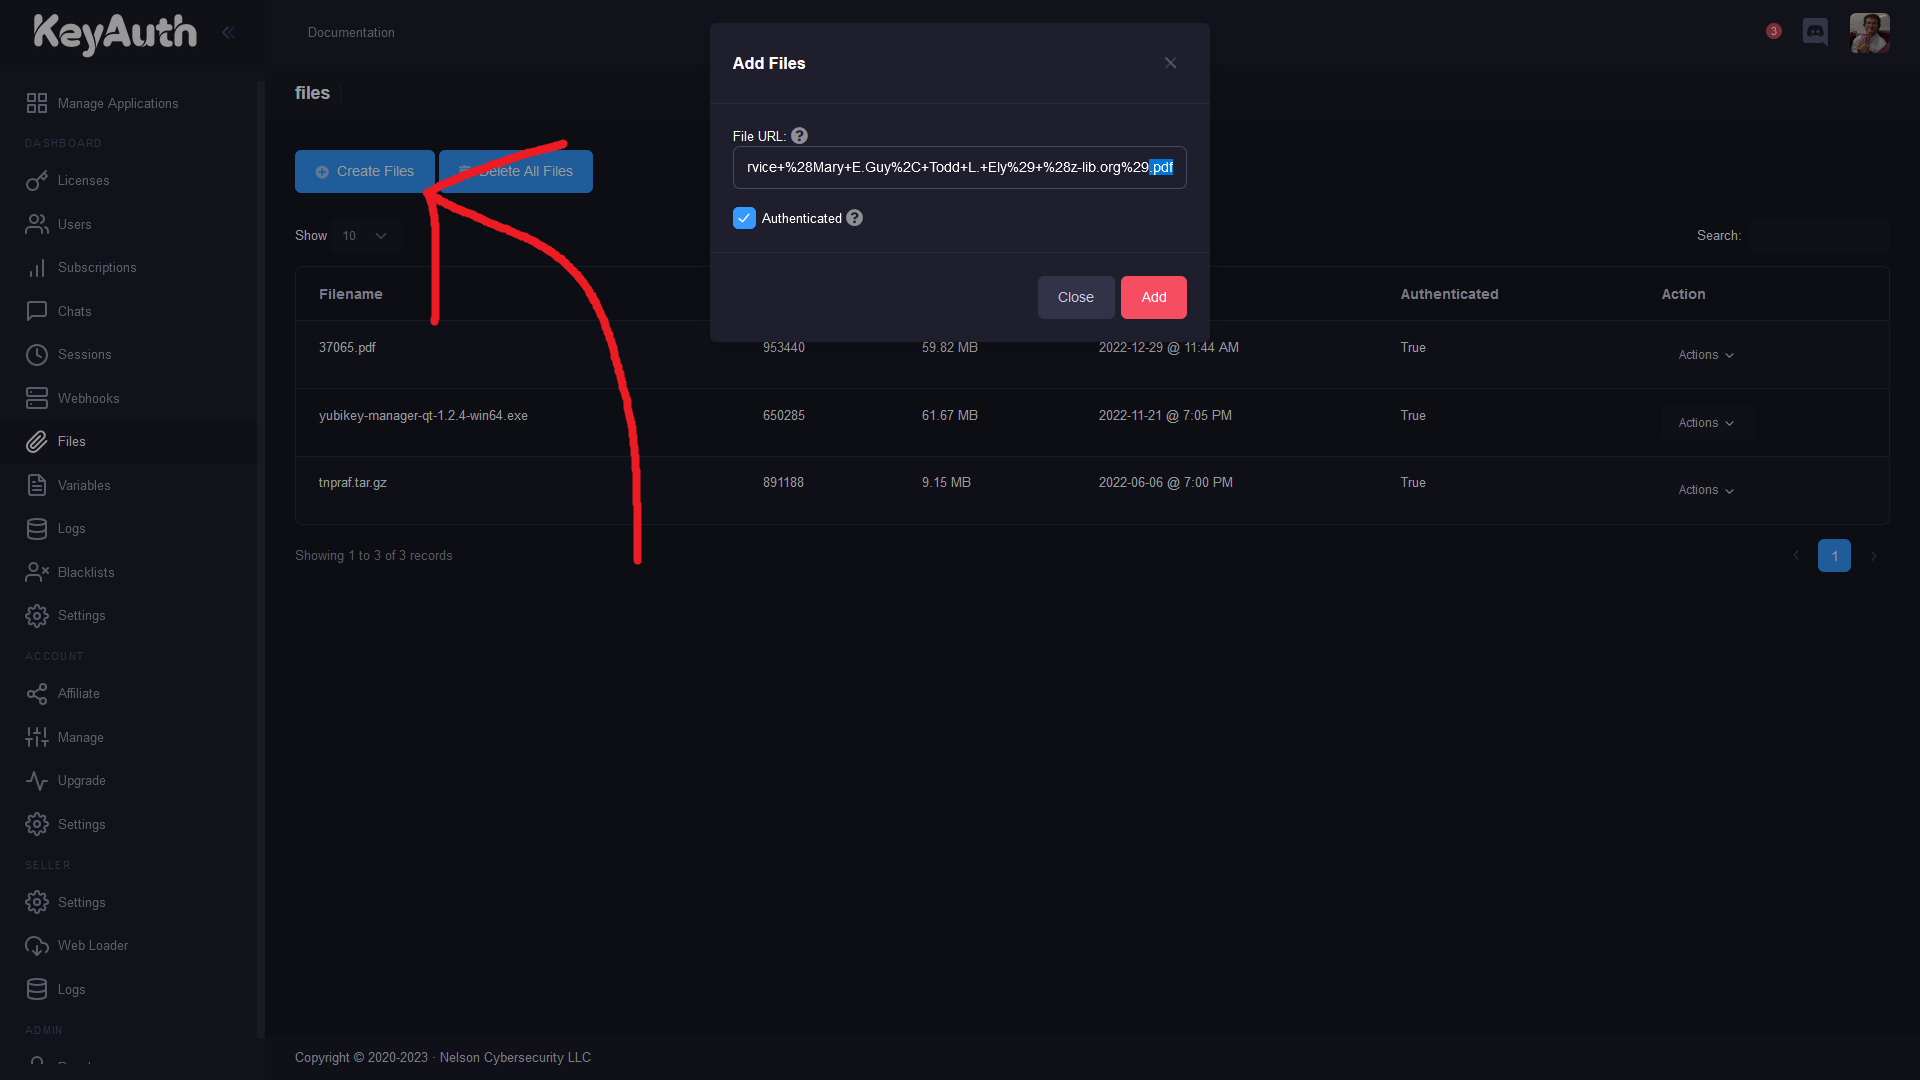 KeyAuth
Documentation
3
Manage Applications
DASHBOARD
Licenses
Users
Subscriptions
Chats
Sessions
Webhooks
Files
Variables
Logs
Blacklists
Settings
ACCOUNT
Affiliate
Manage
Upgrade
Settings
SELLER
Settings
Web Loader
Logs
ADMIN
files
Create Files
Delete All Files
Show 10
Search:
Add Files
File URL: ?
rvice+%28Mary+E.Guy%2C+Todd+L.+Ely%29+%28z-lib.org%29.pdf
Authenticated ?
Close
Add
Filename Authenticated Action
37065.pdf 953440 59.82 MB 2022-12-29 @ 11:44 AM True Actions
yubikey-manager-qt-1.2.4-win64.exe 650285 61.67 MB 2022-11-21 @ 7:05 PM True Actions
tnpraf.tar.gz 891188 9.15 MB 2022-06-06 @ 7:00 PM True Actions
Showing 1 to 3 of 3 records
1
Copyright © 2020-2023 · Nelson Cybersecurity LLC